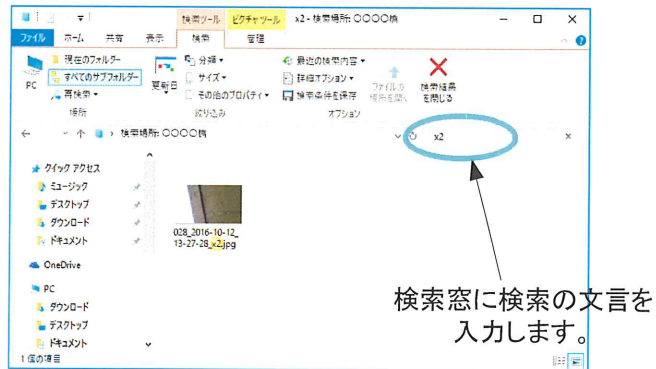 検索ツール ピクチャツール x2 - 検索場所: 〇〇〇〇橋
ファイル ホーム 共有 表示 検索 管理
PC
現在のフォルダー
すべてのサブフォルダー
再検索
場所
更新日
分類
サイズ
その他のプロパティ
絞り込み
最近の検索内容
詳細オプション
検索条件を保存
ファイルの
場所を開く
検索結果
を閉じる
オプション
検索場所: 〇〇〇〇橋
x2
クイック アクセス
ミュージック
デスクトップ
ダウンロード
ドキュメント
OneDrive
PC
ダウンロード
デスクトップ
ドキュメント
028_2016-10-12_
13-27-28_x2.jpg
検索窓に検索の文言を
入力します。
1 個の項目